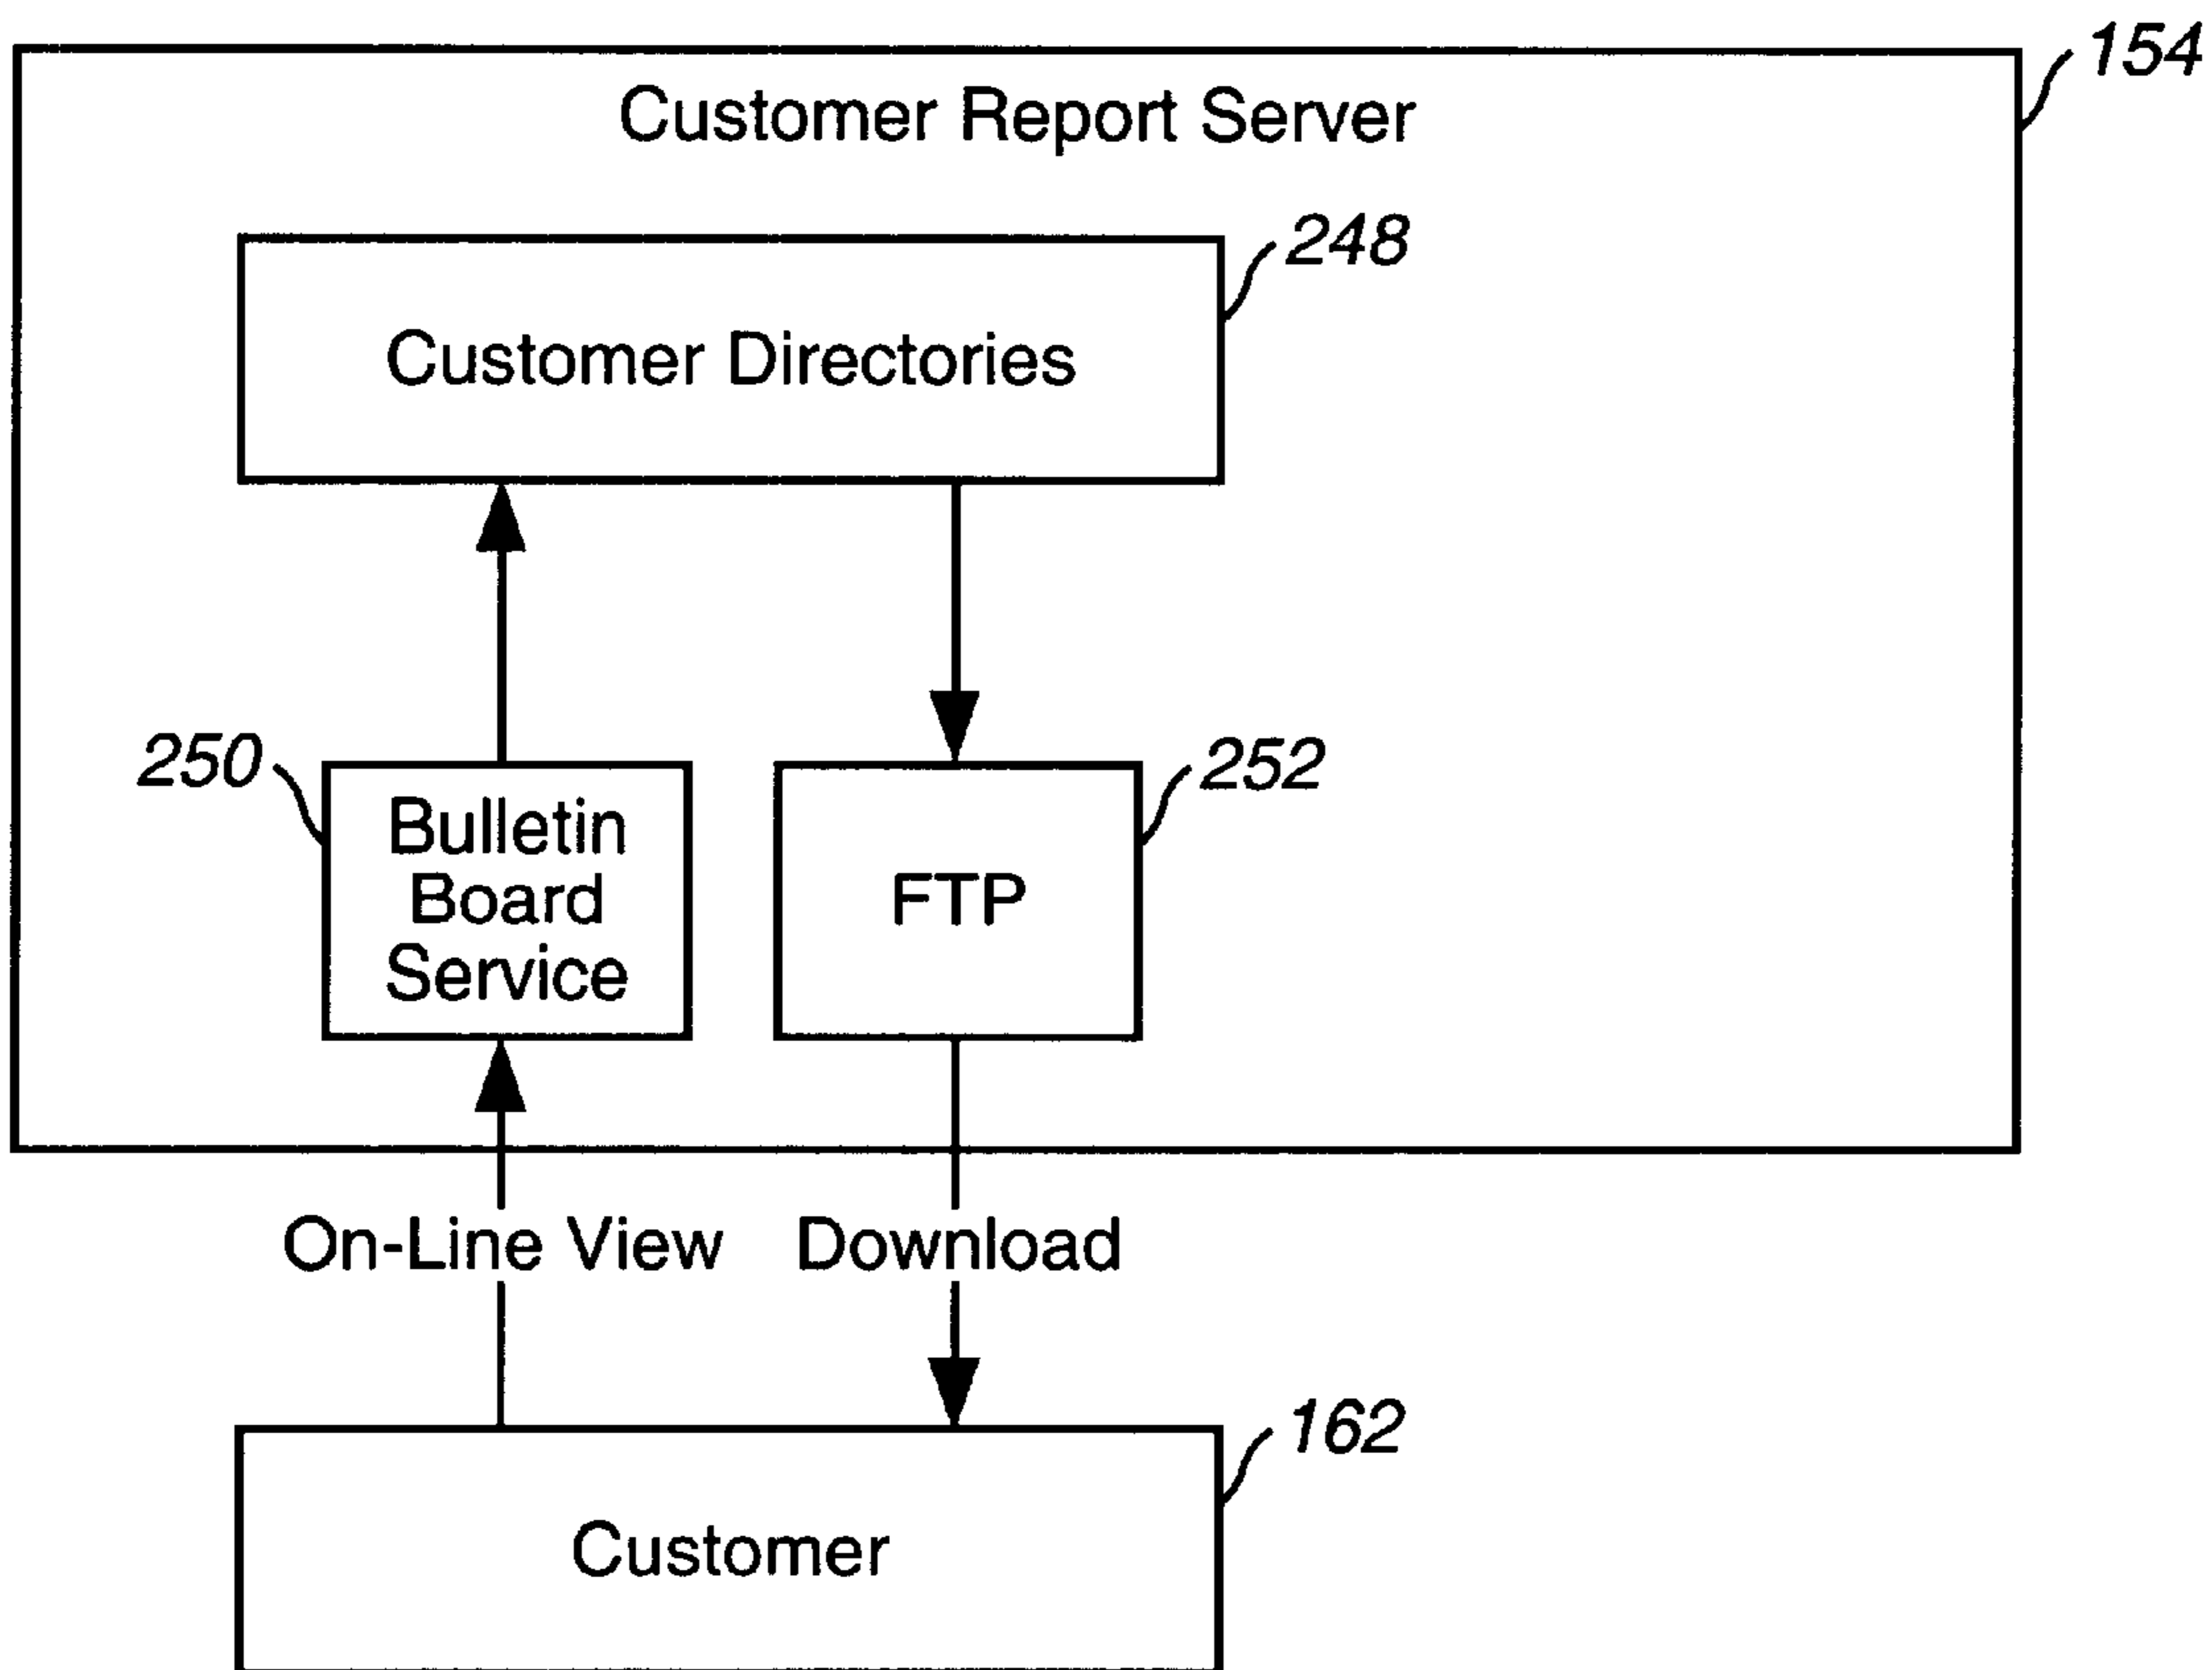 154
Customer Report Server
248
Customer Directories
250
Bulletin
Board
Service
252
FTP
On-Line View
Download
162
Customer